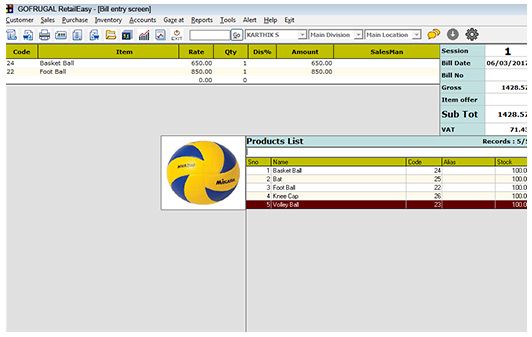 GOFRUGAL RetailEasy - [Bill entry screen]
Customer Sales Purchase Inventory Accounts Gaze at Reports Tools Alert Help Exit
EXIT Go KARTHIK S Main Division Main Location
Code Item Rate Qty Dis% Amount SalesMan Session 1
24 Basket Ball 650.00 1 650.00 Bill Date 06/03/2017
22 Foot Ball 850.00 1 850.00 Bill No
0.00 0 Gross 1428.57
Item offer
Sub Tot 1428.57
VAT 71.43
Products List Records : 5/5
Sno Name Code Alias Stock
1 Basket Ball 24 100.0
2 Bat 25 100.0
3 Foot Ball 22 100.0
4 Knee Cap 26 100.0
5 Volley Ball 23 100.0
MIKASA